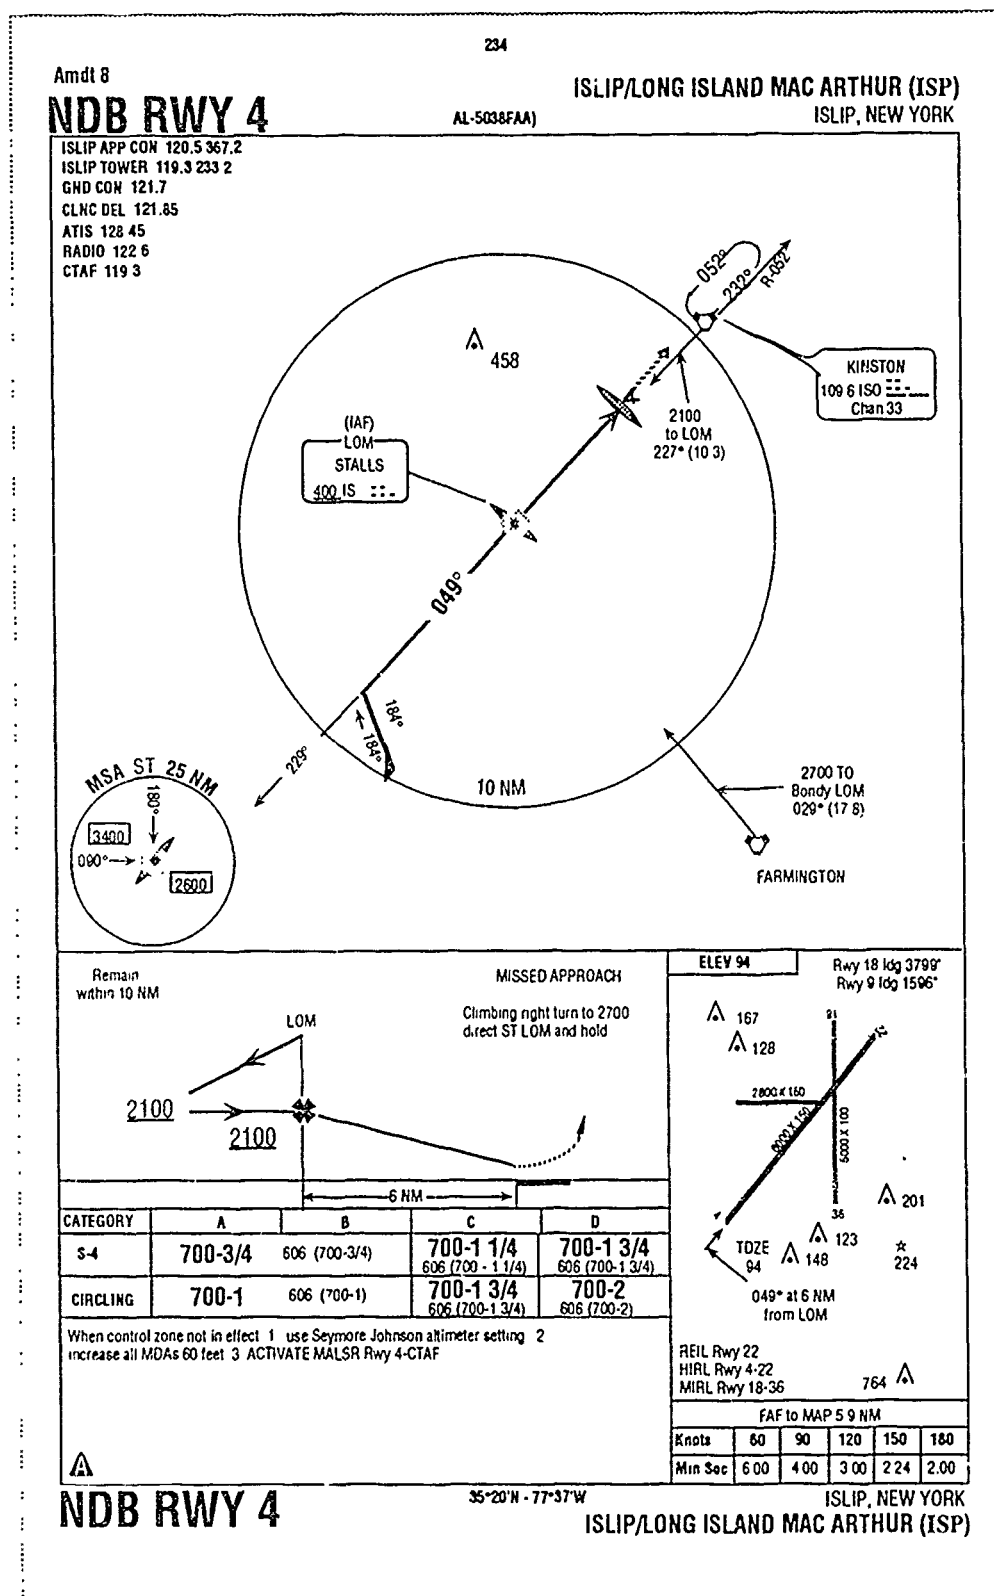 234
Amdt 8
NDB RWY 4
AL-5038FAA)
ISLIP/LONG ISLAND MAC ARTHUR (ISP)
ISLIP, NEW YORK
ISLIP APP CON 120.5 367.2
ISLIP TOWER 119.3 233 2
GND CON 121.7
CLNC DEL 121.85
ATIS 128 45
RADIO 122 6
CTAF 119 3
052°
232°
R-052
458
KINSTON
109 6 ISO
Chan 33
2100
to LOM
227° (10 3)
(IAF)
LOM
STALLS
400 IS
049°
184°
184°
229°
10 NM
2700 TO
Bondy LOM
029° (17 8)
FARMINGTON
MSA ST 25 NM
180°
3400
090°
2600
Remain
within 10 NM
LOM
MISSED APPROACH
Climbing right turn to 2700
direct ST LOM and hold
2100
2100
6 NM
ELEV 94
Rwy 18 ldg 3799'
Rwy 9 ldg 1596'
167
128
18
22
2800 X 150
6000 X 150
5000 X 100
201
36
4
123
148
224
TDZE
94
049° at 6 NM
from LOM
REIL Rwy 22
HIRL Rwy 4-22
MIRL Rwy 18-36
764
CATEGORY A B C D
S-4 700-3/4 606 (700-3/4) 700-1 1/4 700-1 3/4
606 (700 - 1 1/4) 606 (700-1 3/4)
CIRCLING 700-1 606 (700-1) 700-1 3/4 700-2
606 (700-1 3/4) 606 (700-2)
When control zone not in effect 1 use Seymore Johnson altimeter setting 2
increase all MDAs 60 feet 3 ACTIVATE MALSR Rwy 4-CTAF
FAF to MAP 5 9 NM
Knots 60 90 120 150 180
Min Sec 6 00 4 00 3 00 2 24 2.00
A
NDB RWY 4
35°20'N - 77°37'W
ISLIP, NEW YORK
ISLIP/LONG ISLAND MAC ARTHUR (ISP)